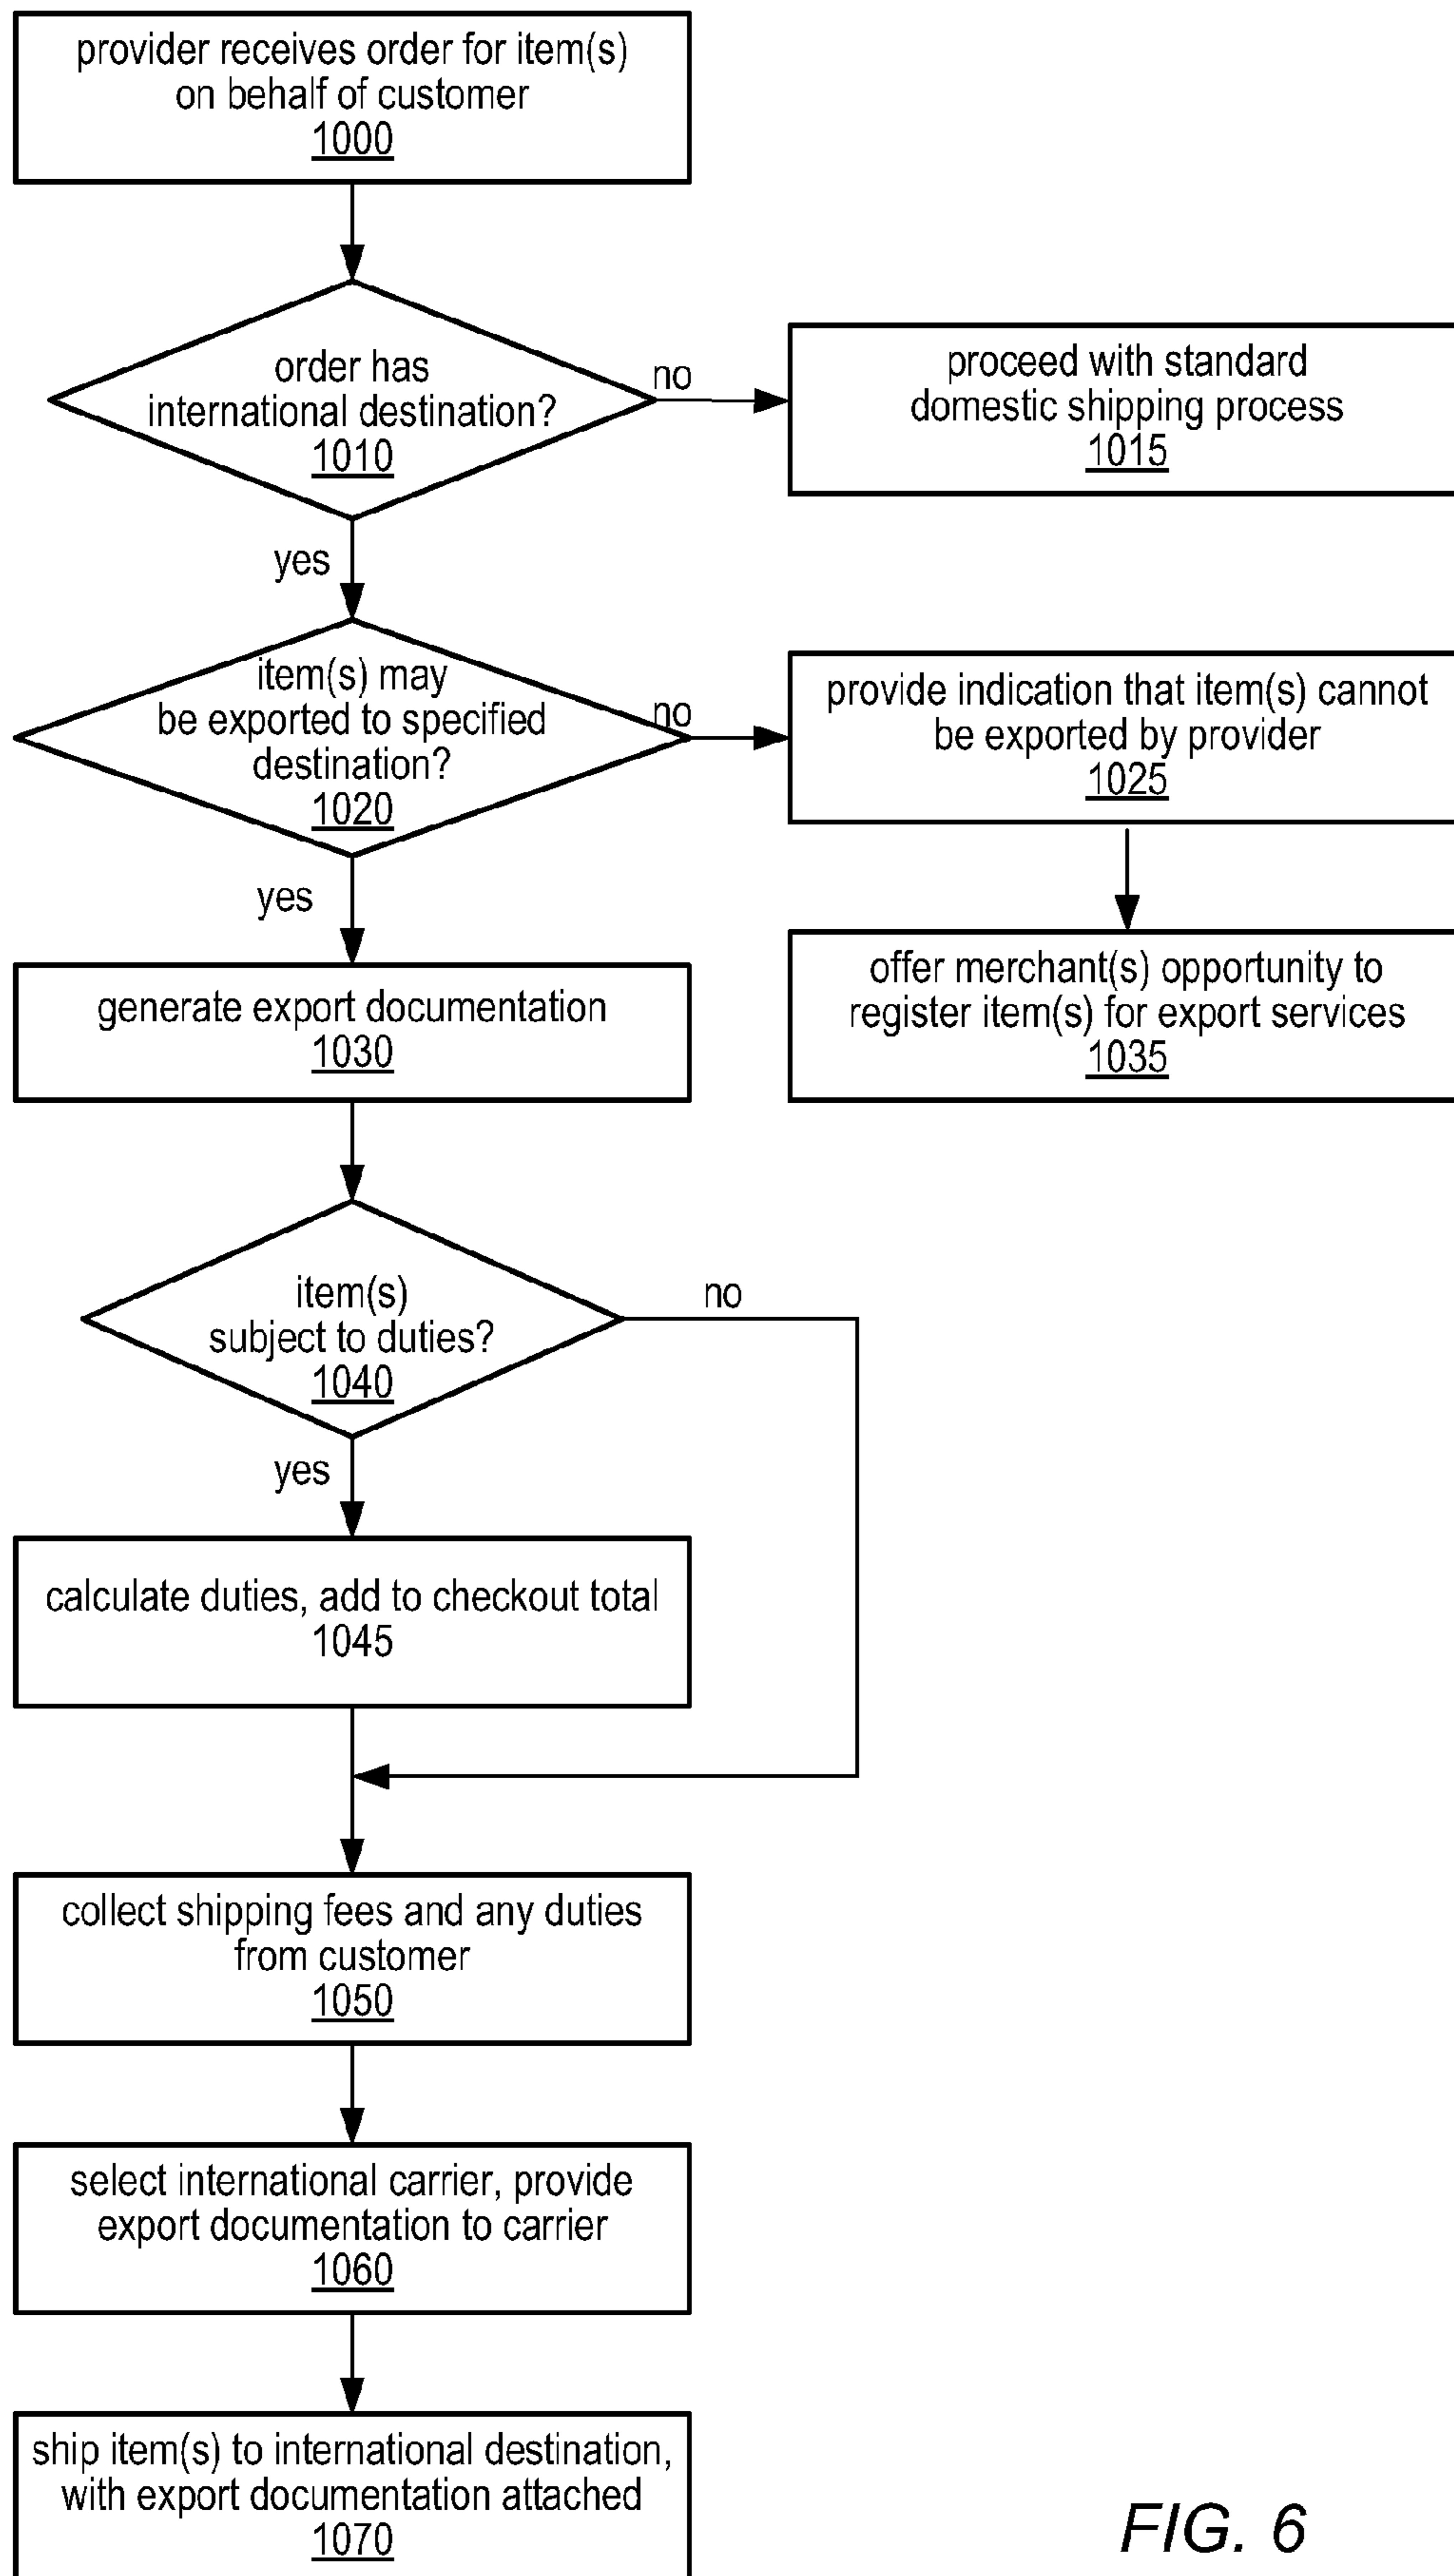 provider receives order for item(s)
on behalf of customer
1000
order has
international destination?
1010
no
proceed with standard
domestic shipping process
1015
yes
item(s) may
be exported to specified
destination?
1020
no
provide indication that item(s) cannot
be exported by provider
1025
yes
offer merchant(s) opportunity to
register item(s) for export services
1035
generate export documentation
1030
item(s)
subject to duties?
1040
no
yes
calculate duties, add to checkout total
1045
collect shipping fees and any duties
from customer
1050
select international carrier, provide
export documentation to carrier
1060
ship item(s) to international destination,
with export documentation attached
1070
FIG. 6